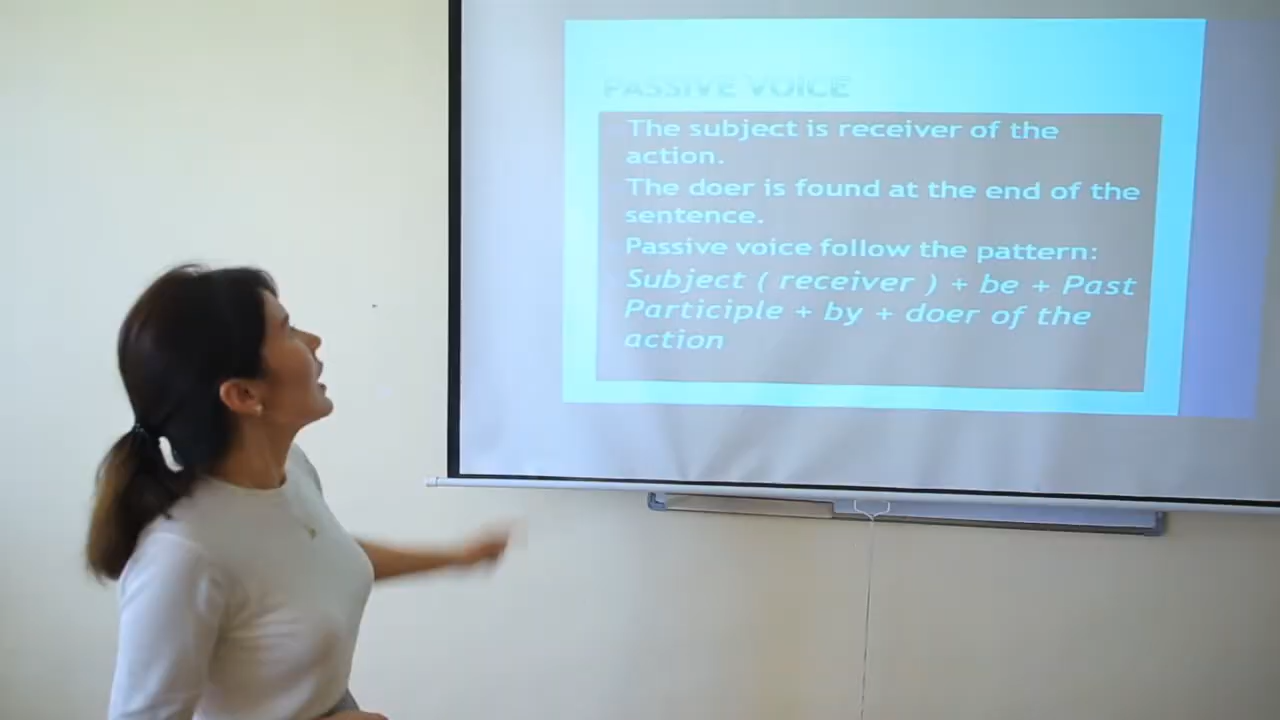 PASSIVE VOICE
The subject is receiver of the
action.
The doer is found at the end of the
sentence.
Passive voice follow the pattern:
Subject ( receiver ) + be + Past
Participle + by + doer of the
action